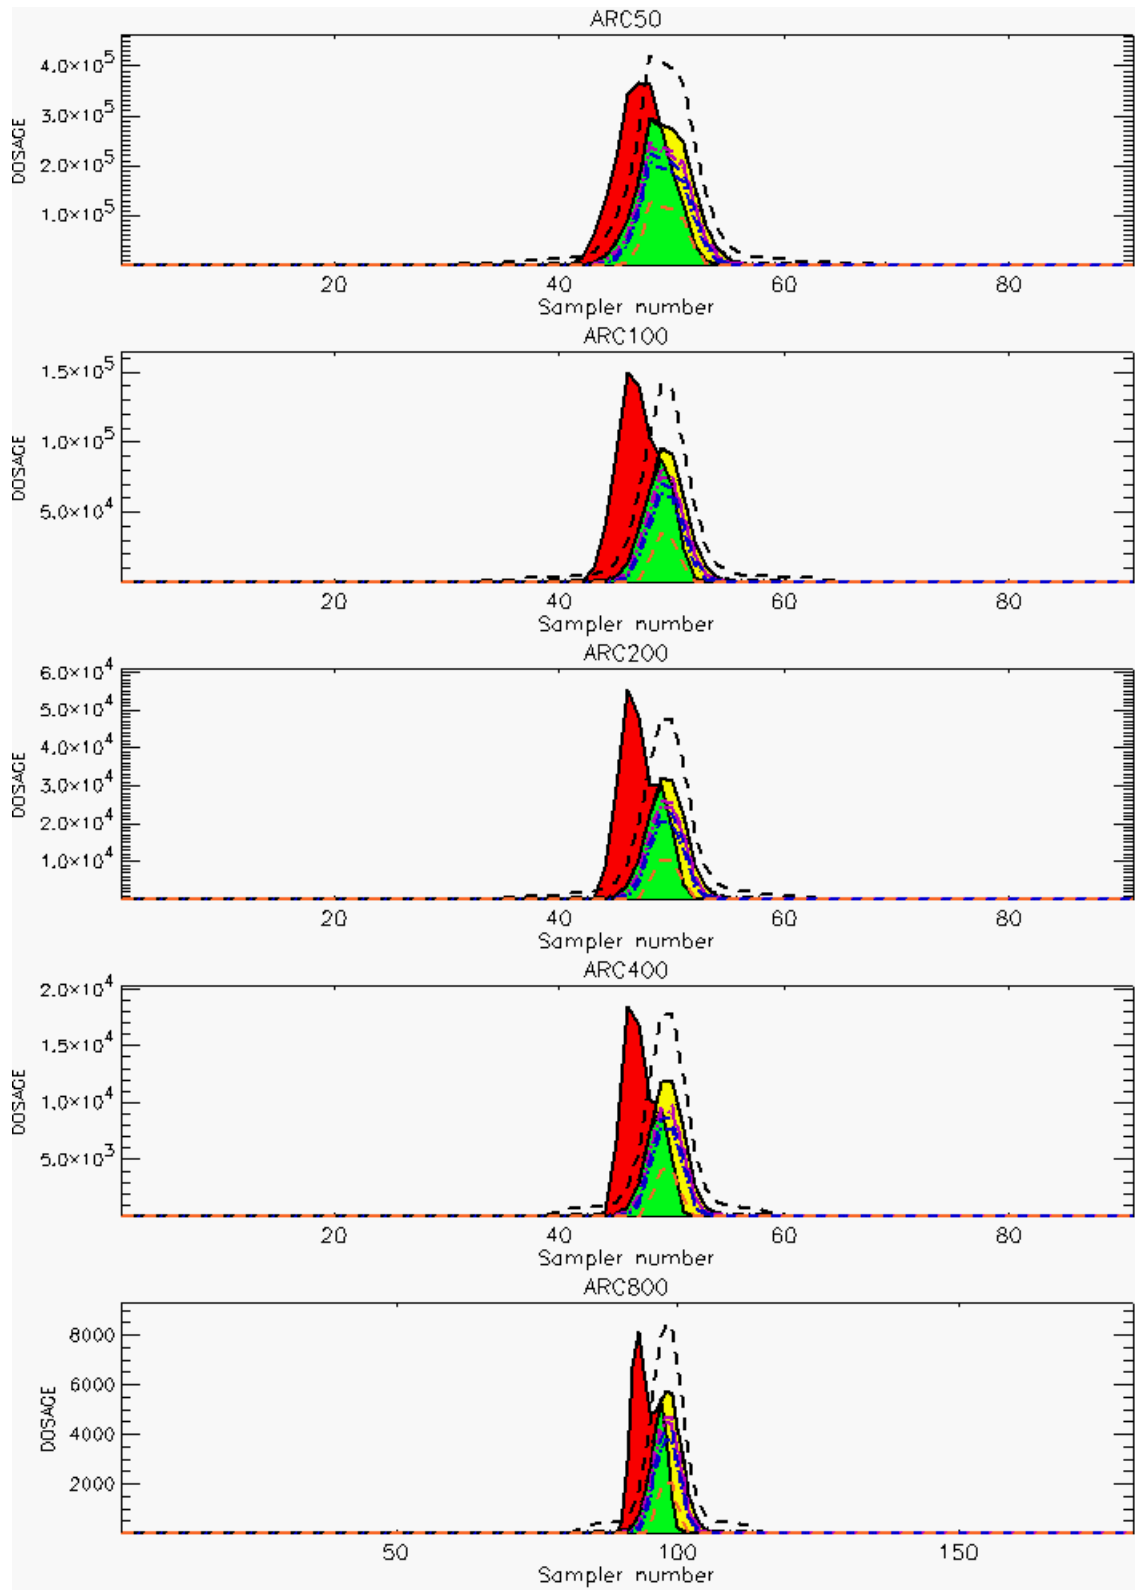 ARC50
4.0×10⁵
3.0×10⁵
2.0×10⁵
1.0×10⁵
DOSAGE
20 40 60 80
Sampler number
ARC100
1.5×10⁵
1.0×10⁵
5.0×10⁴
DOSAGE
20 40 60 80
Sampler number
ARC200
6.0×10⁴
5.0×10⁴
4.0×10⁴
3.0×10⁴
2.0×10⁴
1.0×10⁴
DOSAGE
20 40 60 80
Sampler number
ARC400
2.0×10⁴
1.5×10⁴
1.0×10⁴
5.0×10³
DOSAGE
20 40 60 80
Sampler number
ARC800
8000
6000
4000
2000
DOSAGE
50 100 150
Sampler number